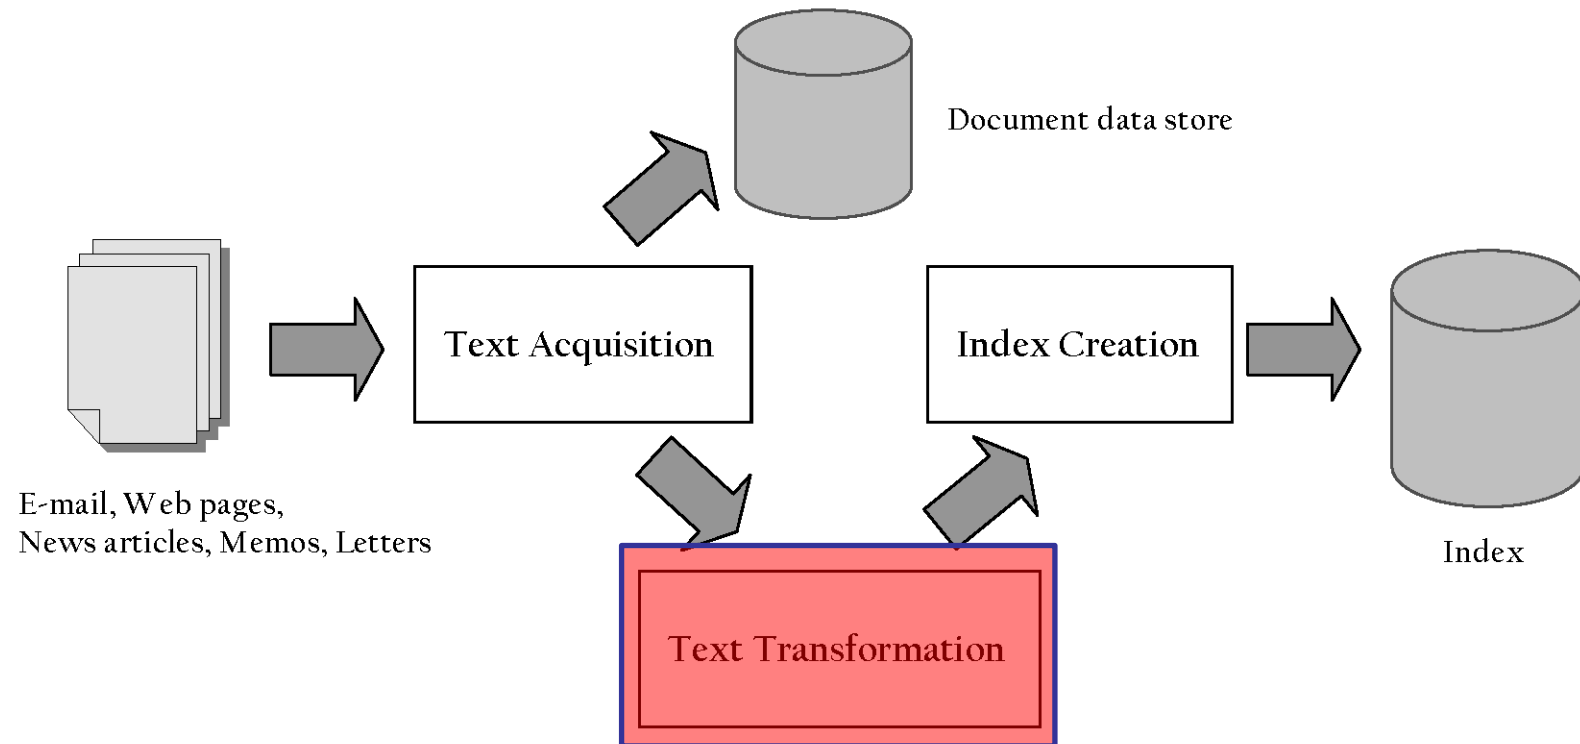 Document data store
Text Acquisition
Index Creation
E-mail, Web pages,
News articles, Memos, Letters
Index
Text Transformation